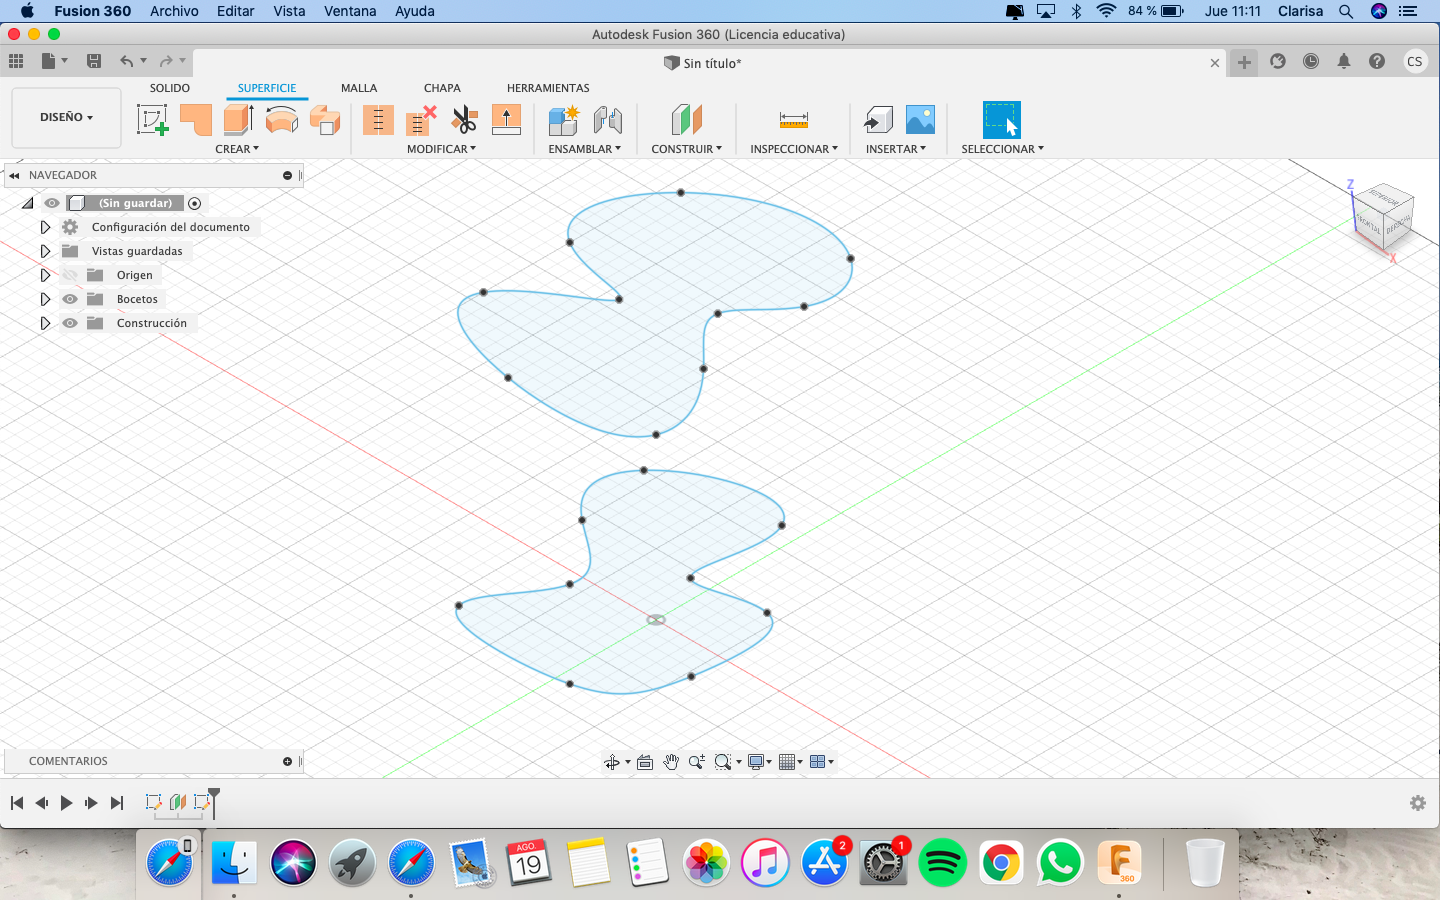 Fusion 360 Archivo Editar Vista Ventana Ayuda 84 % Jue 11:11 Clarisa
Autodesk Fusion 360 (Licencia educativa)
Sin título* CS
SOLIDO SUPERFICIE MALLA CHAPA HERRAMIENTAS
DISEÑO
CREAR MODIFICAR ENSAMBLAR CONSTRUIR INSPECCIONAR INSERTAR SELECCIONAR
NAVEGADOR
(Sin guardar)
Configuración del documento
Vistas guardadas
Origen
Bocetos
Construcción
Z
FRONTAL DERECHA
X
COMENTARIOS
AGO.
19
2
1
360